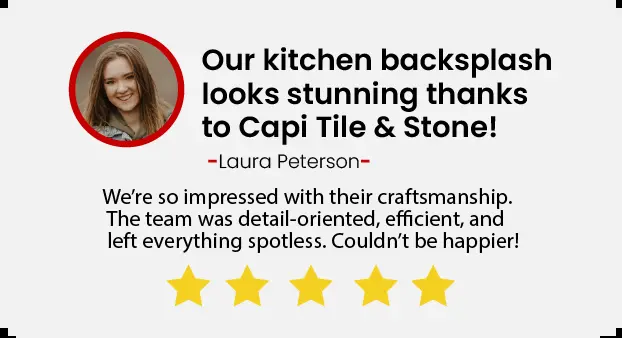 Our kitchen backsplash
looks stunning thanks
to Capi Tile & Stone!
-Laura Peterson-
We’re so impressed with their craftsmanship.
The team was detail-oriented, efficient, and
left everything spotless. Couldn’t be happier!